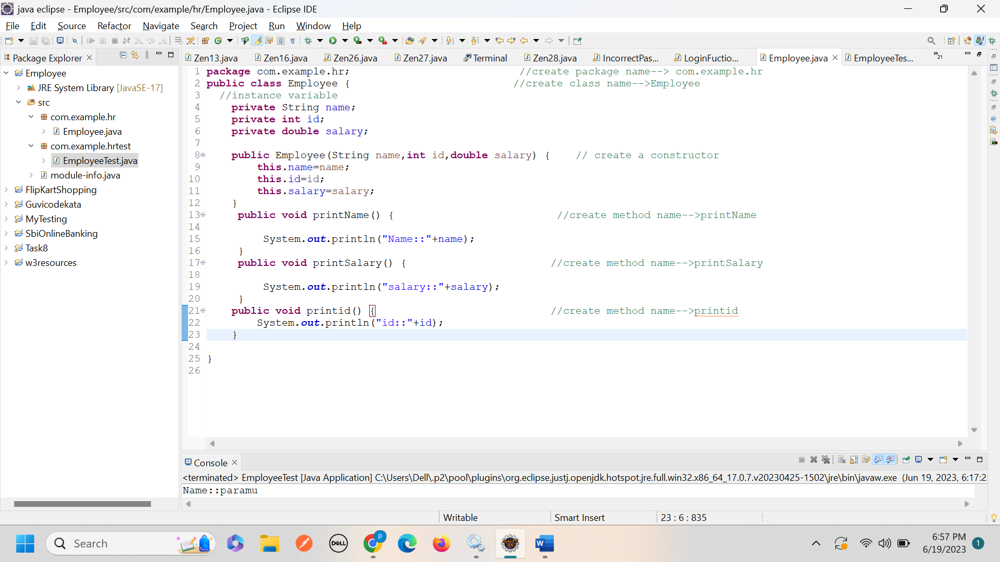 java eclipse - Employee/src/com/example/hr/Employee.java - Eclipse IDE
File Edit Source Refactor Navigate Search Project Run Window Help
Package Explorer
Employee
JRE System Library [JavaSE-17]
src
com.example.hr
Employee.java
com.example.hrtest
EmployeeTest.java
module-info.java
FlipKartShopping
Guvicodekata
MyTesting
SbiOnlineBanking
Task8
w3resources
Zen13.java Zen16.java Zen26.java Zen27.java Terminal Zen28.java IncorrectPas... LoginFuctio... Employee.java EmployeeTes... »21
1 package com.example.hr; //create package name--> com.example.hr
2 public class Employee { //create class name-->Employee
3 //instance variable
4 private String name;
5 private int id;
6 private double salary;
7
8 public Employee(String name,int id,double salary) { // create a constructor
9 this.name=name;
10 this.id=id;
11 this.salary=salary;
12 }
13 public void printName() { //create method name-->printName
14
15 System.out.println("Name::"+name);
16 }
17 public void printSalary() { //create method name-->printSalary
18
19 System.out.println("salary::"+salary);
20 }
21 public void printid() { //create method name-->printid
22 System.out.println("id::"+id);
23 }
24
25 }
26
Console
<terminated> EmployeeTest [Java Application] C:\Users\Dell\.p2\pool\plugins\org.eclipse.justj.openjdk.hotspot.jre.full.win32.x86_64_17.0.7.v20230425-1502\jre\bin\javaw.exe (Jun 19, 2023, 6:17:2
Name::paramu
Writable Smart Insert 23 : 6 : 835
Search
DELL
P
Java EE
IDE
W
6:57 PM
6/19/2023
1